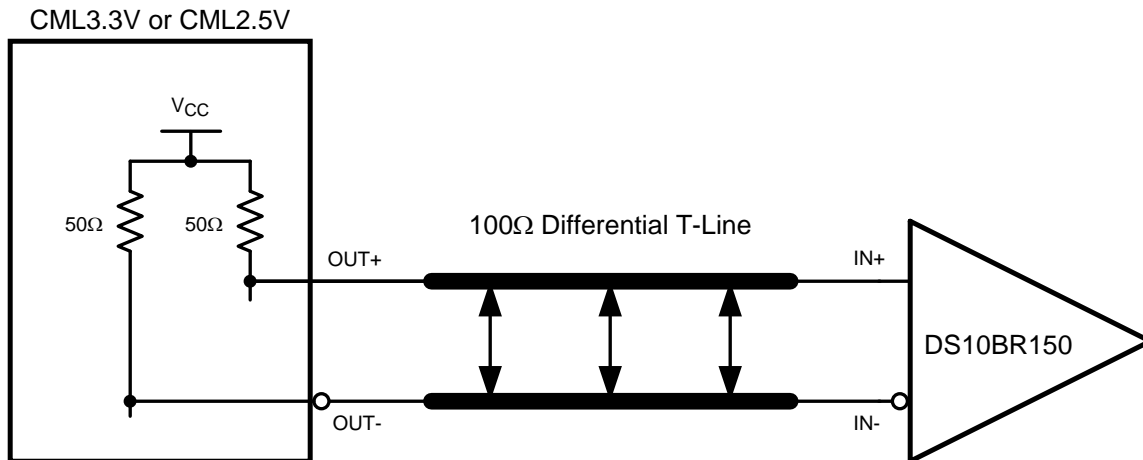 CML3.3V or CML2.5V
VCC
50Ω
50Ω
100Ω Differential T-Line
OUT+
IN+
DS10BR150
OUT-
IN-